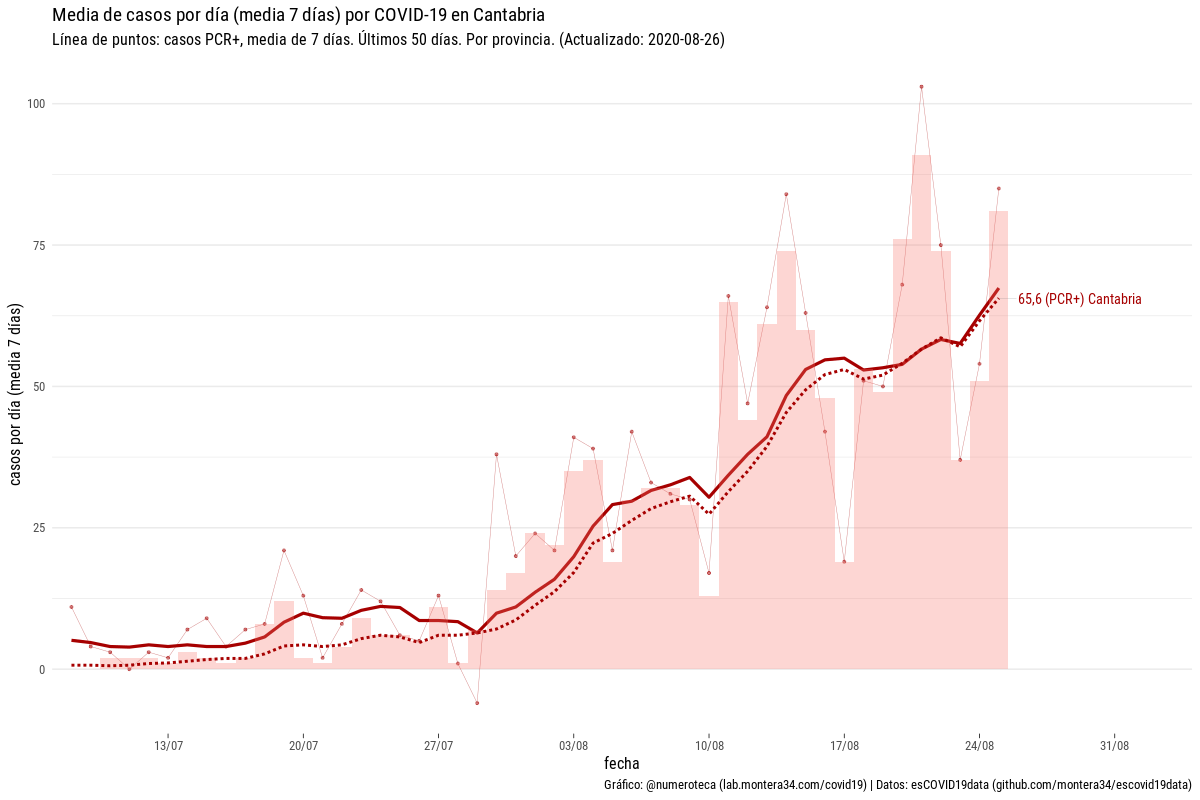 Media de casos por día (media 7 días) por COVID-19 en Cantabria
Línea de puntos: casos PCR+, media de 7 días. Últimos 50 días. Por provincia. (Actualizado: 2020-08-26)
casos por día (media 7 días)
100
75
50
25
0
65,6 (PCR+) Cantabria
13/07
20/07
27/07
03/08
10/08
17/08
24/08
31/08
fecha
Gráfico: @numeroteca (lab.montera34.com/covid19) | Datos: esCOVID19data (github.com/montera34/escovid19data)